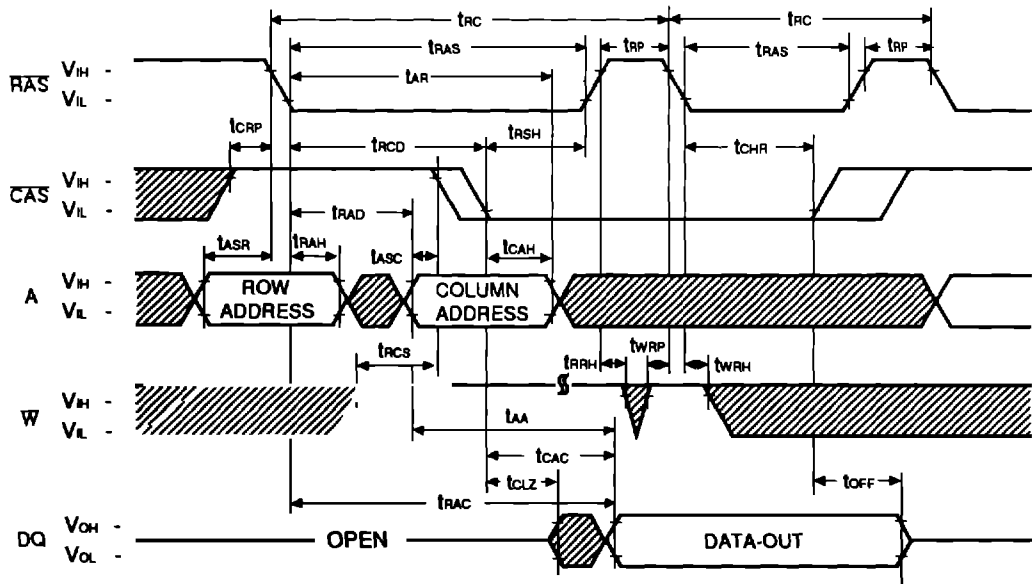 tRC tRC
tRAS tRP tRAS tRP
RAS VIH -
tAR
VIL -
tCRP tRCD tRSH tCHR
CAS VIH -
VIL -
tRAD
tASR tRAH tASC tCAH
A VIH -
ROW ADDRESS
COLUMN ADDRESS
VIL -
tRCS tRRH tWRP tWRH
W VIH -
VIL -
tAA
tCAC
tCLZ tOFF
tRAC
DQ VOH -
OPEN DATA-OUT
VOL -